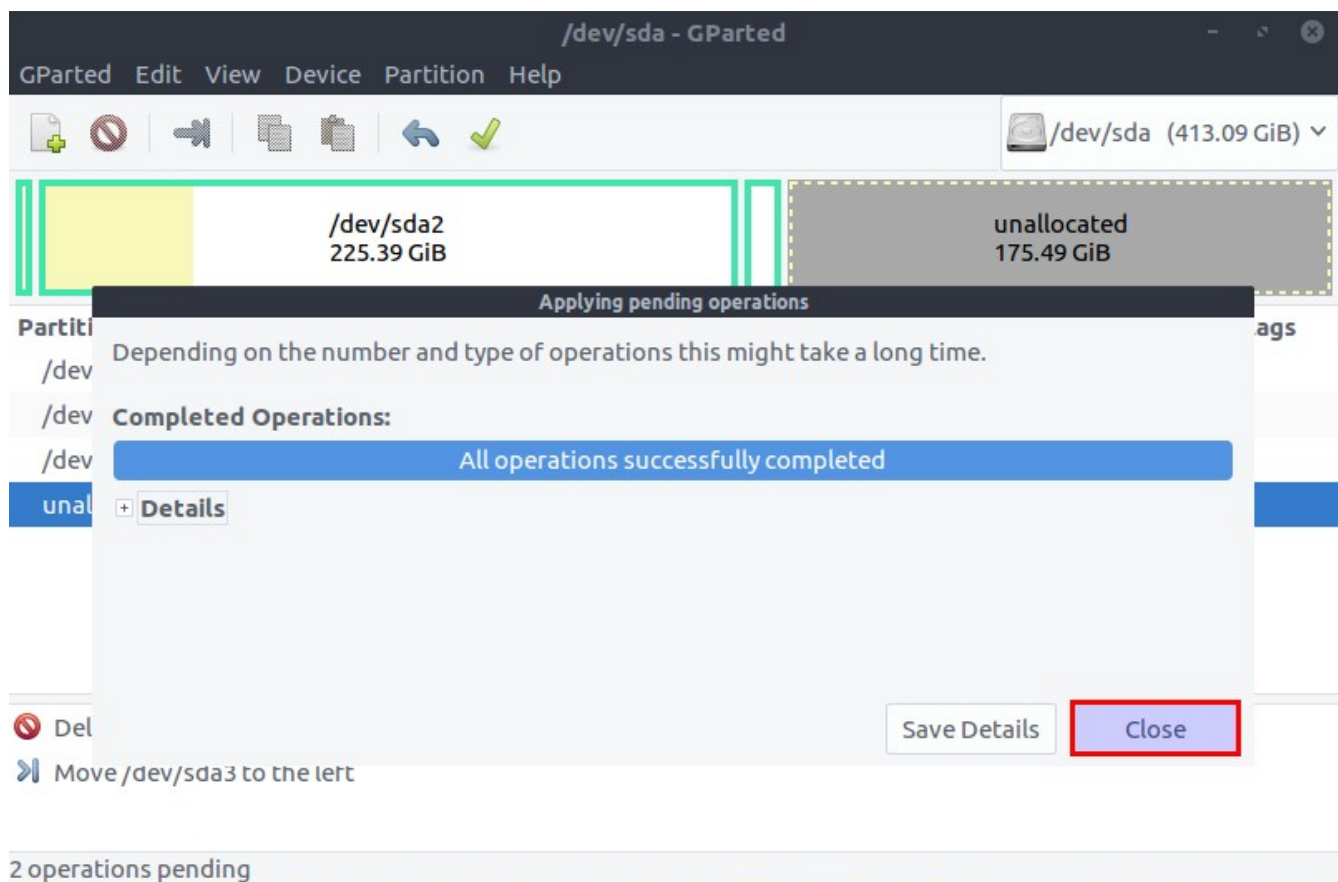 /dev/sda - GParted
GParted Edit View Device Partition Help
/dev/sda (413.09 GiB)
/dev/sda2
225.39 GiB
unallocated
175.49 GiB
Applying pending operations
Partiti ags
Depending on the number and type of operations this might take a long time.
/dev
/dev
Completed Operations:
/dev
All operations successfully completed
unal
Details
Save Details Close
Del
Move /dev/sda3 to the left
2 operations pending